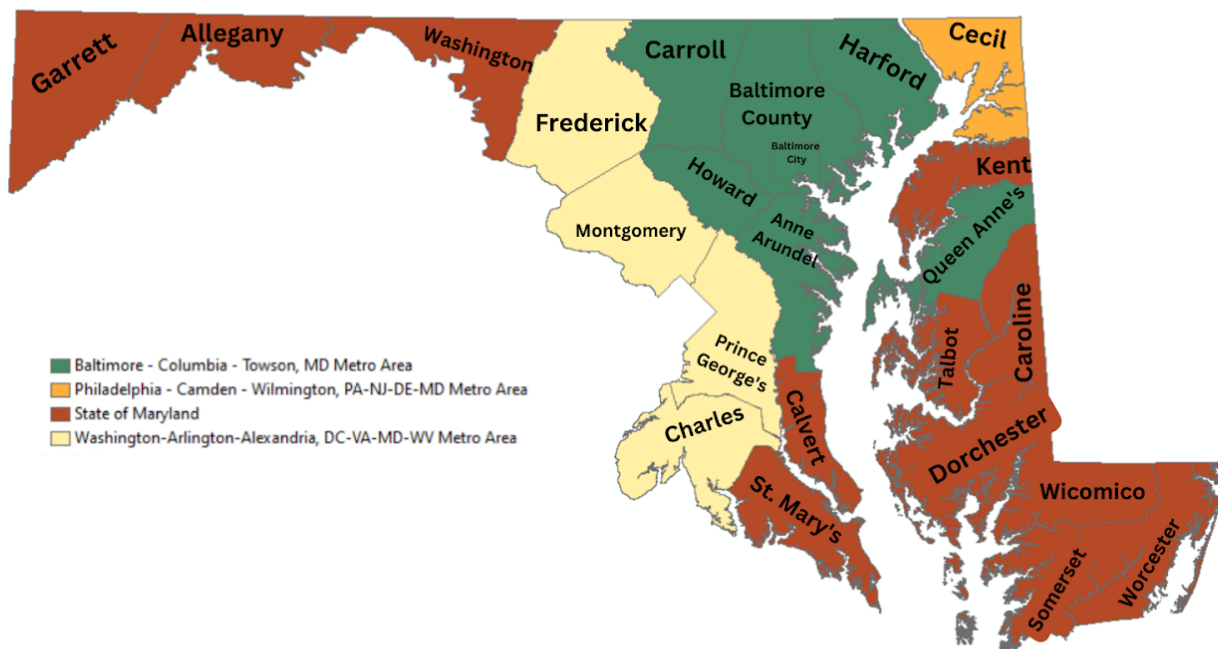 Garrett
Allegany
Washington
Frederick
Carroll
Baltimore
County
Baltimore
City
Harford
Cecil
Howard
Montgomery
Anne
Arundel
Kent
Queen Anne's
Prince
George's
Charles
Calvert
St. Mary's
Talbot
Caroline
Dorchester
Wicomico
Somerset
Worcester
Baltimore - Columbia - Towson, MD Metro Area
Philadelphia - Camden - Wilmington, PA-NJ-DE-MD Metro Area
State of Maryland
Washington-Arlington-Alexandria, DC-VA-MD-WV Metro Area